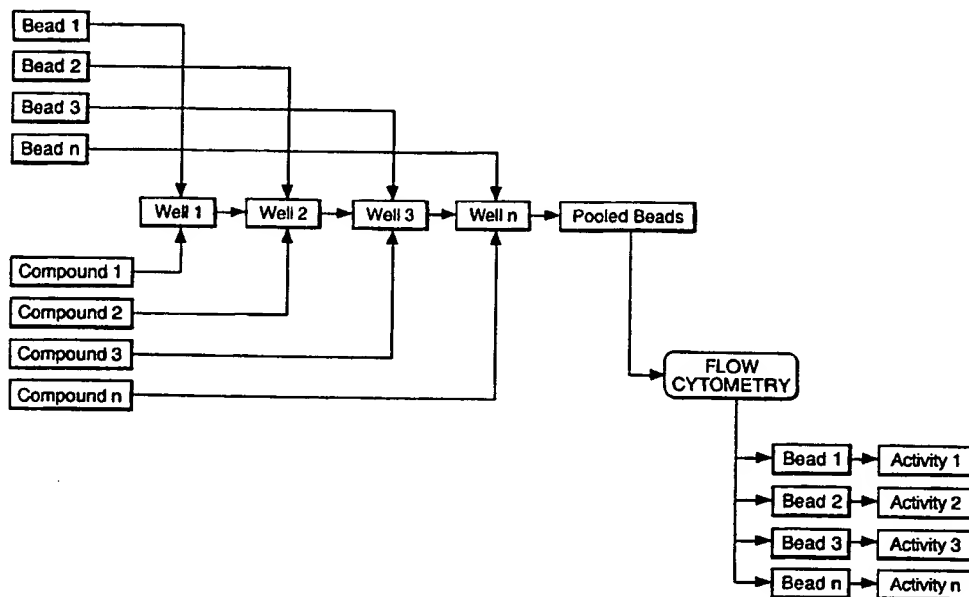 Bead 1
Bead 2
Bead 3
Bead n
Well 1
Well 2
Well 3
Well n
Pooled Beads
Compound 1
Compound 2
Compound 3
Compound n
FLOW
CYTOMETRY
Bead 1
Activity 1
Bead 2
Activity 2
Bead 3
Activity 3
Bead n
Activity n